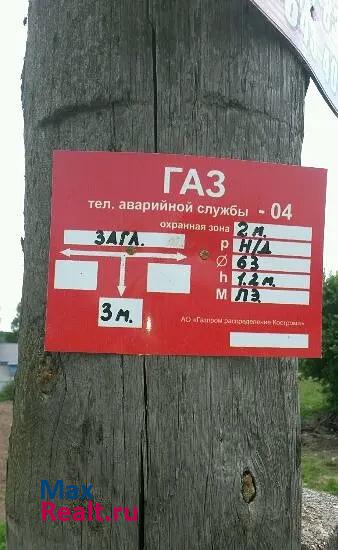 ГАЗ
тел. аварийной службы - 04
охранная зона 2 м.
ЗАГЛ.
р Н/Д
Ø 63
h 1.2 м.
М ПЭ.
3 м.
АО «Газпром распределение Кострома»
Max
Realt.ru